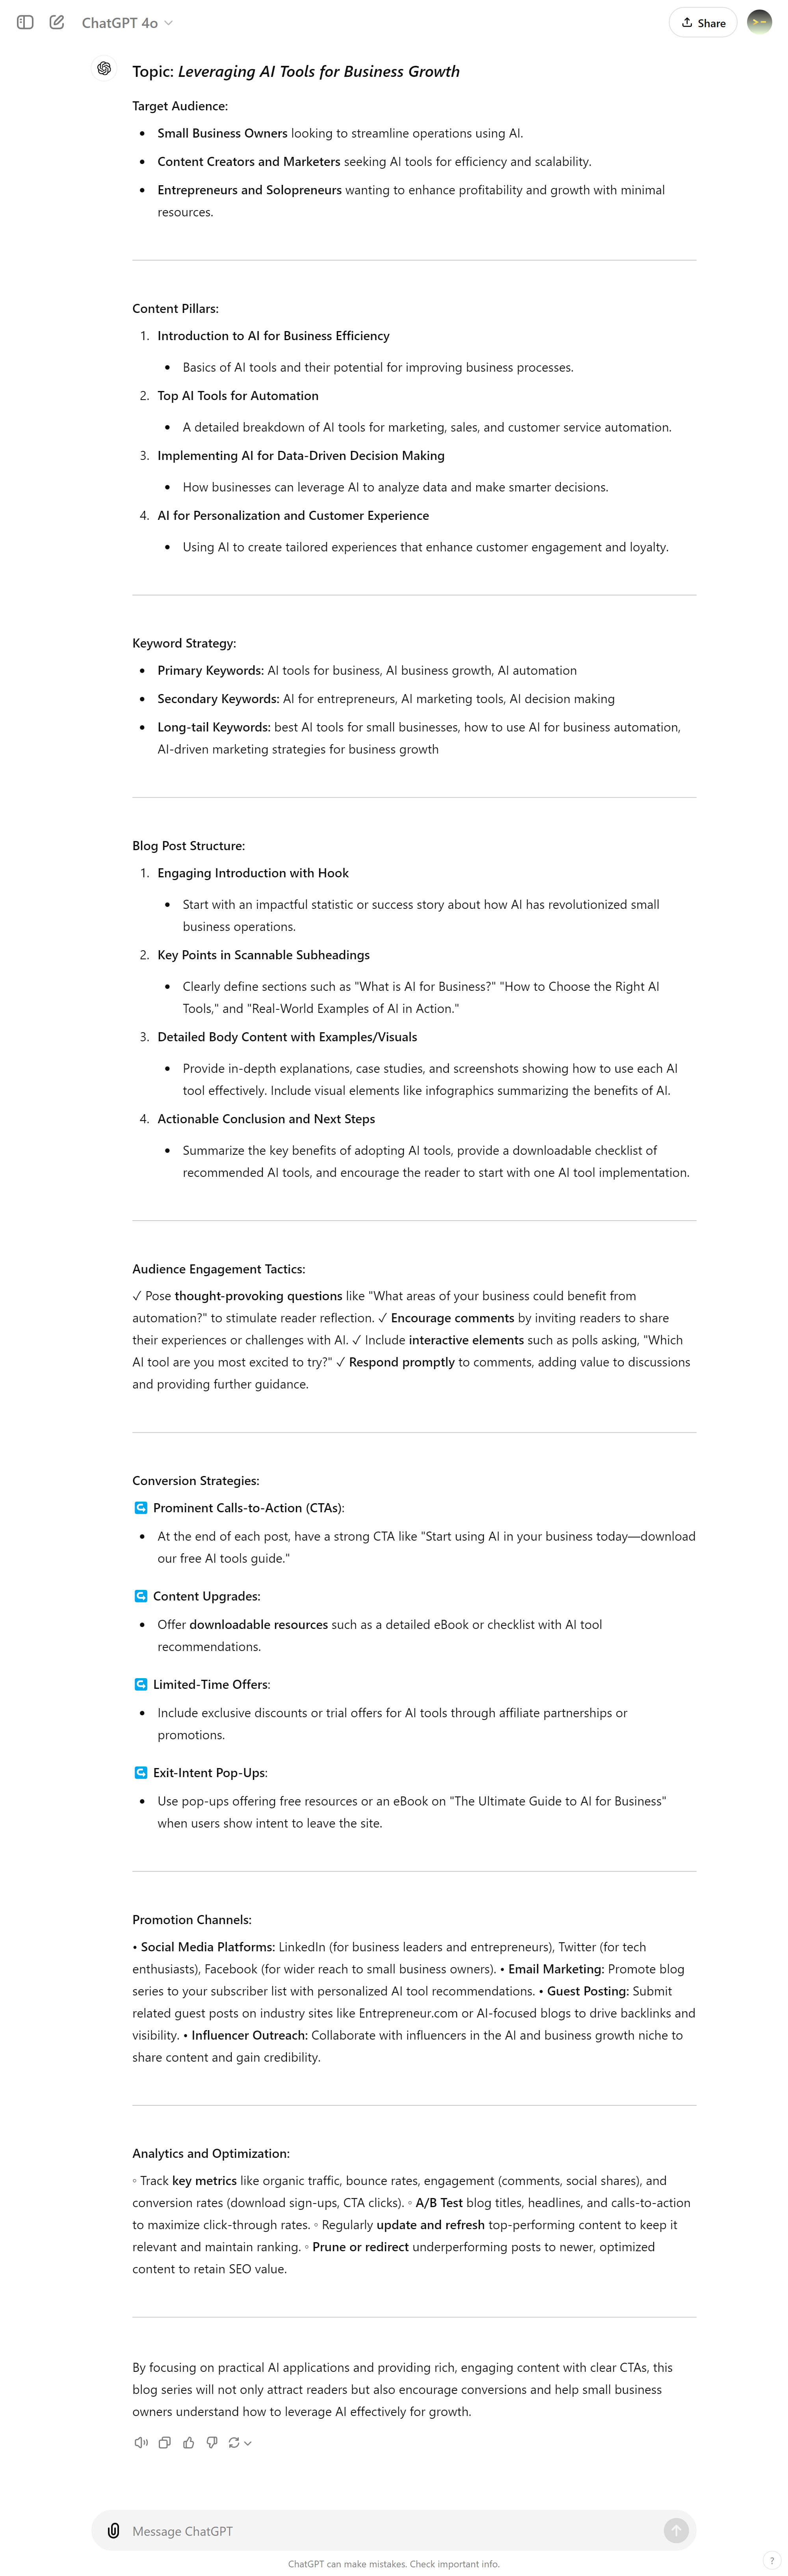 ChatGPT 4o
Share
Topic: Leveraging AI Tools for Business Growth
Target Audience:
• Small Business Owners looking to streamline operations using AI.
• Content Creators and Marketers seeking AI tools for efficiency and scalability.
• Entrepreneurs and Solopreneurs wanting to enhance profitability and growth with minimal
resources.
Content Pillars:
1. Introduction to AI for Business Efficiency
• Basics of AI tools and their potential for improving business processes.
2. Top AI Tools for Automation
• A detailed breakdown of AI tools for marketing, sales, and customer service automation.
3. Implementing AI for Data-Driven Decision Making
• How businesses can leverage AI to analyze data and make smarter decisions.
4. AI for Personalization and Customer Experience
• Using AI to create tailored experiences that enhance customer engagement and loyalty.
Keyword Strategy:
• Primary Keywords: AI tools for business, AI business growth, AI automation
• Secondary Keywords: AI for entrepreneurs, AI marketing tools, AI decision making
• Long-tail Keywords: best AI tools for small businesses, how to use AI for business automation,
AI-driven marketing strategies for business growth
Blog Post Structure:
1. Engaging Introduction with Hook
• Start with an impactful statistic or success story about how AI has revolutionized small
business operations.
2. Key Points in Scannable Subheadings
• Clearly define sections such as "What is AI for Business?" "How to Choose the Right AI
Tools," and "Real-World Examples of AI in Action."
3. Detailed Body Content with Examples/Visuals
• Provide in-depth explanations, case studies, and screenshots showing how to use each AI
tool effectively. Include visual elements like infographics summarizing the benefits of AI.
4. Actionable Conclusion and Next Steps
• Summarize the key benefits of adopting AI tools, provide a downloadable checklist of
recommended AI tools, and encourage the reader to start with one AI tool implementation.
Audience Engagement Tactics:
✓ Pose thought-provoking questions like "What areas of your business could benefit from
automation?" to stimulate reader reflection. ✓ Encourage comments by inviting readers to share
their experiences or challenges with AI. ✓ Include interactive elements such as polls asking, "Which
AI tool are you most excited to try?" ✓ Respond promptly to comments, adding value to discussions
and providing further guidance.
Conversion Strategies:
Prominent Calls-to-Action (CTAs):
• At the end of each post, have a strong CTA like "Start using AI in your business today—download
our free AI tools guide."
Content Upgrades:
• Offer downloadable resources such as a detailed eBook or checklist with AI tool
recommendations.
Limited-Time Offers:
• Include exclusive discounts or trial offers for AI tools through affiliate partnerships or
promotions.
Exit-Intent Pop-Ups:
• Use pop-ups offering free resources or an eBook on "The Ultimate Guide to AI for Business"
when users show intent to leave the site.
Promotion Channels:
• Social Media Platforms: LinkedIn (for business leaders and entrepreneurs), Twitter (for tech
enthusiasts), Facebook (for wider reach to small business owners). • Email Marketing: Promote blog
series to your subscriber list with personalized AI tool recommendations. • Guest Posting: Submit
related guest posts on industry sites like Entrepreneur.com or AI-focused blogs to drive backlinks and
visibility. • Influencer Outreach: Collaborate with influencers in the AI and business growth niche to
share content and gain credibility.
Analytics and Optimization:
◦ Track key metrics like organic traffic, bounce rates, engagement (comments, social shares), and
conversion rates (download sign-ups, CTA clicks). ◦ A/B Test blog titles, headlines, and calls-to-action
to maximize click-through rates. ◦ Regularly update and refresh top-performing content to keep it
relevant and maintain ranking. ◦ Prune or redirect underperforming posts to newer, optimized
content to retain SEO value.
By focusing on practical AI applications and providing rich, engaging content with clear CTAs, this
blog series will not only attract readers but also encourage conversions and help small business
owners understand how to leverage AI effectively for growth.
Message ChatGPT
ChatGPT can make mistakes. Check important info.
?